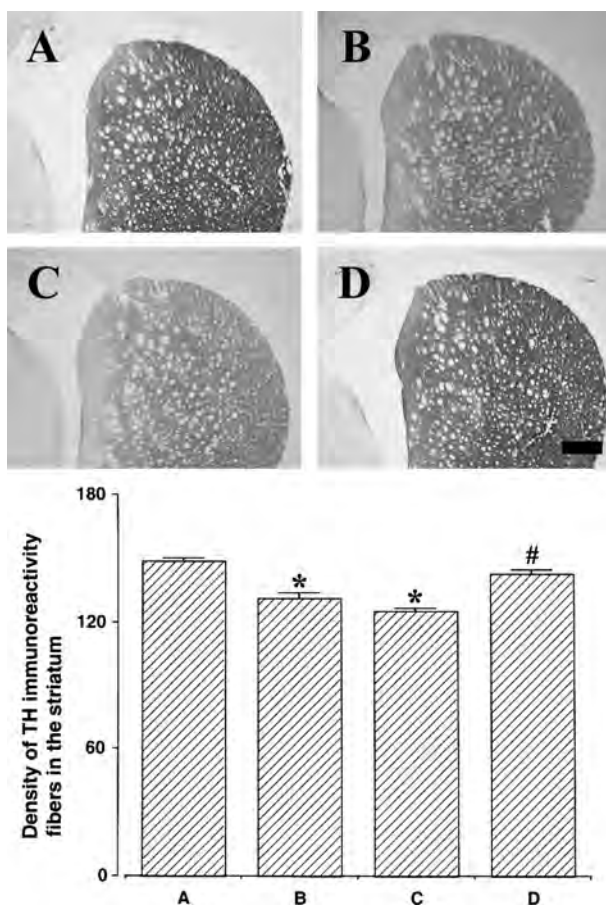 A
B
C
D
180
120
60
0
Density of TH immunoreactivity
fibers in the striatum
*
*
#
A
B
C
D